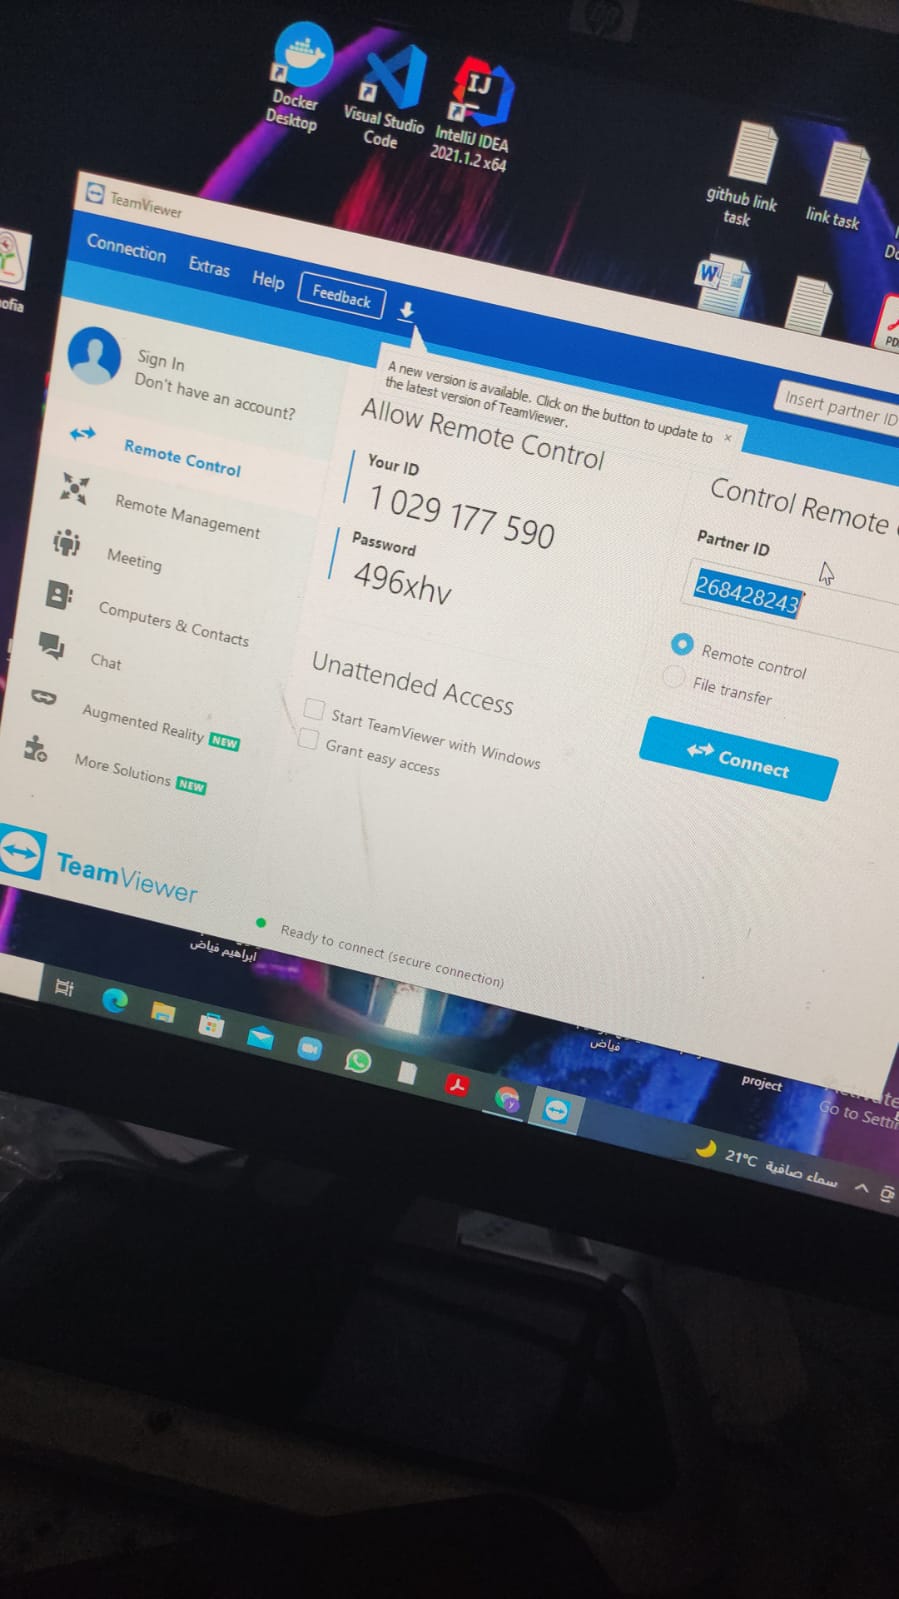 hp
Docker
Desktop
Visual Studio
Code
IJ
IntelliJ IDEA
2021.1.2 x64
github link
task
link task
W
PD
TeamViewer
Connection
Extras
Help
Feedback
A new version is available. Click on the button to update to
the latest version of TeamViewer.
Insert partner ID
Sign In
Don't have an account?
Remote Control
Remote Management
Meeting
Computers & Contacts
Chat
Augmented Reality NEW
More Solutions NEW
Allow Remote Control
Your ID
1 029 177 590
Password
496xhv
Unattended Access
Start TeamViewer with Windows
Grant easy access
Control Remote
Partner ID
268428243
Remote control
File transfer
Connect
TeamViewer
Ready to connect (secure connection)
ابراهيم فياض
فياض
project
Go to Setti
21°C سماء صافية